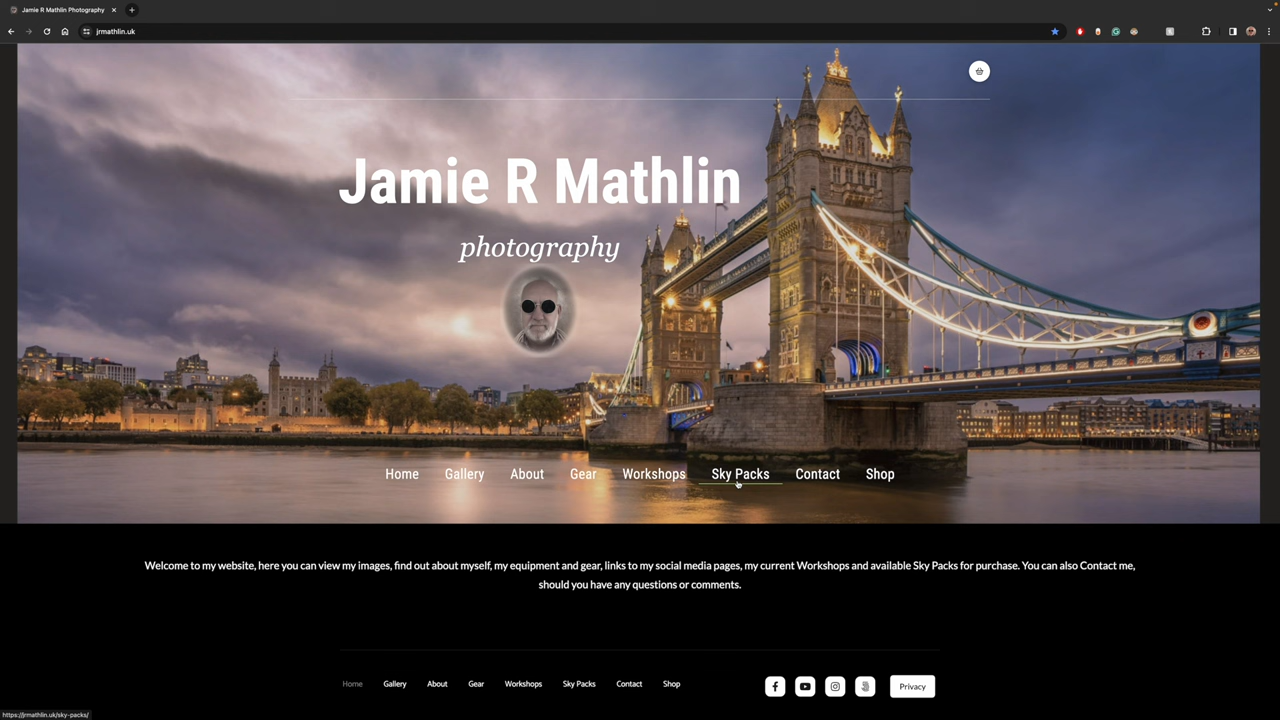 Jamie R Mathlin Photography
jrmathlin.uk
Jamie R Mathlin
photography
Home Gallery About Gear Workshops Sky Packs Contact Shop
Welcome to my website, here you can view my images, find out about myself, my equipment and gear, links to my social media pages, my current Workshops and available Sky Packs for purchase. You can also Contact me,
should you have any questions or comments.
Home Gallery About Gear Workshops Sky Packs Contact Shop
Privacy
https://jrmathlin.uk/sky-packs/